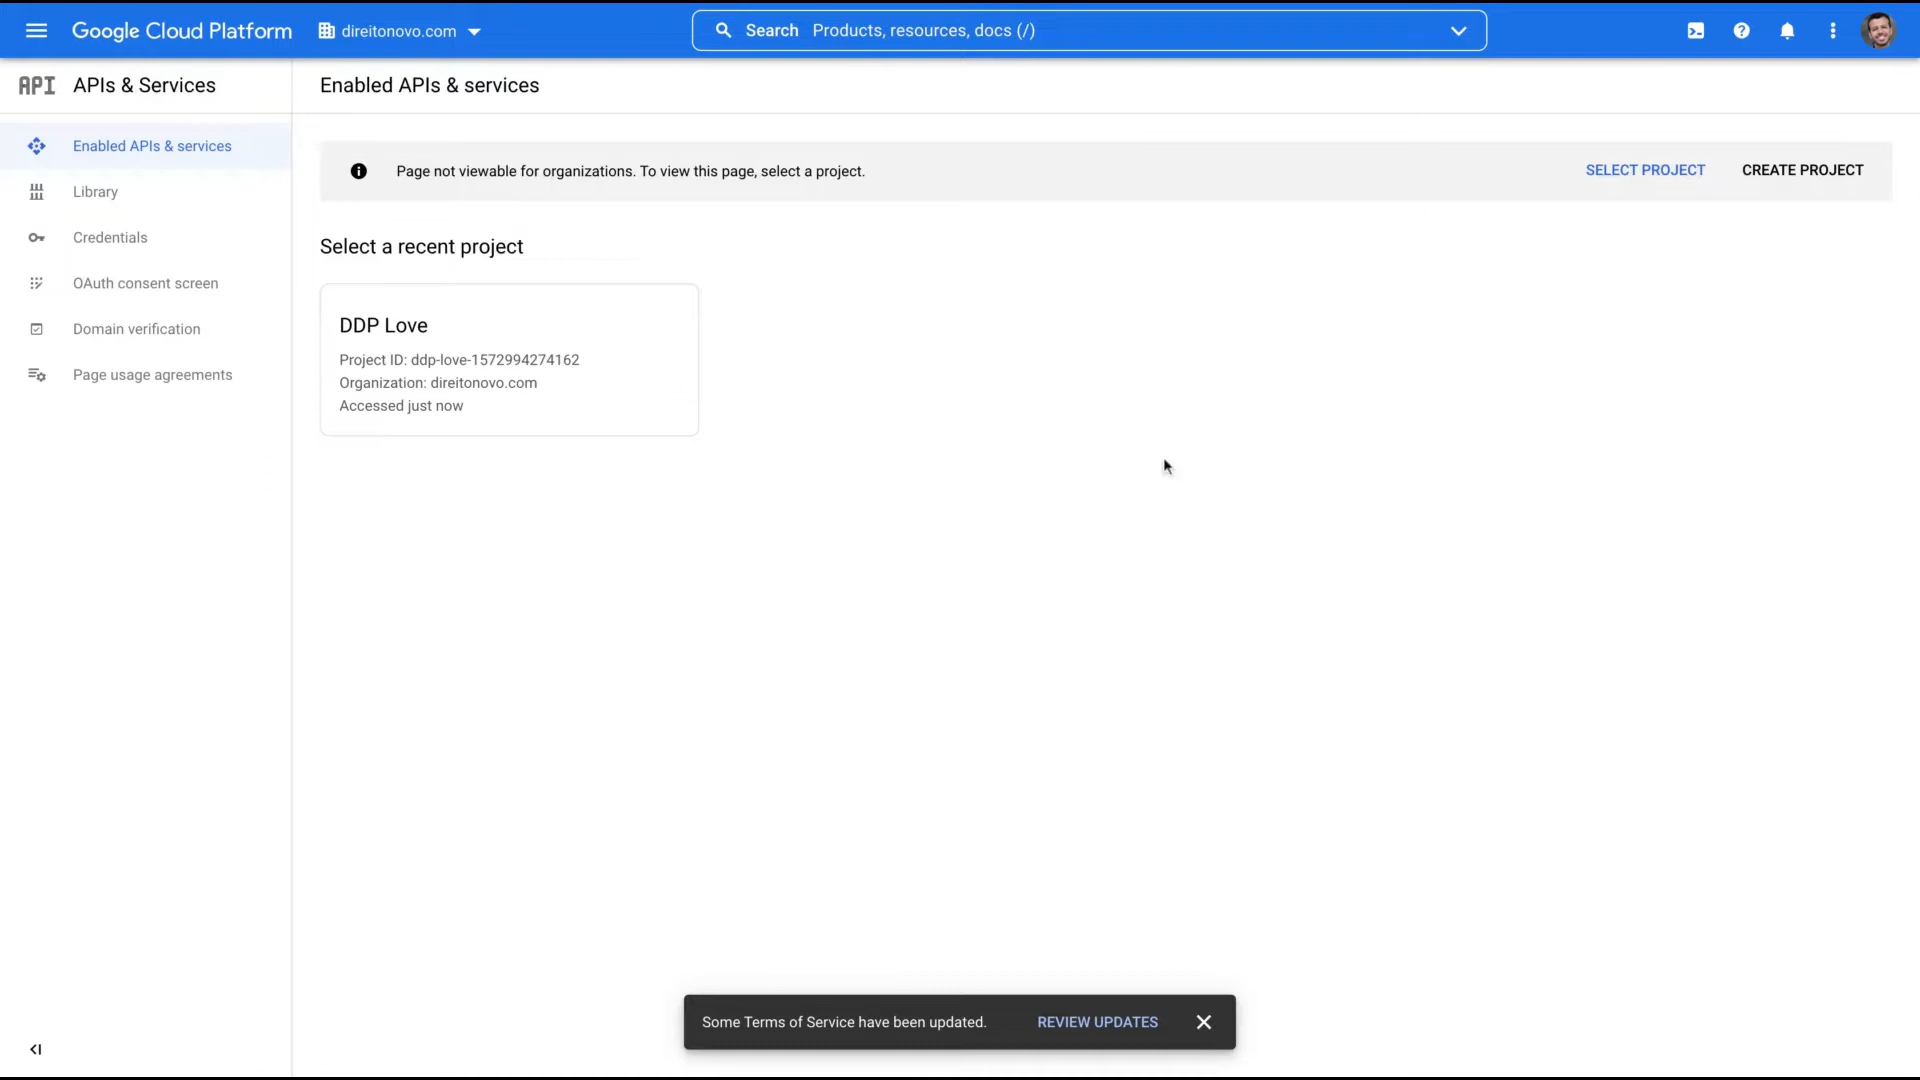 Google Cloud Platform
direitonovo.com
Search Products, resources, docs (/)
API APIs & Services
Enabled APIs & services
Enabled APIs & services
Library
Credentials
OAuth consent screen
Domain verification
Page usage agreements
Page not viewable for organizations. To view this page, select a project.
SELECT PROJECT
CREATE PROJECT
Select a recent project
DDP Love
Project ID: ddp-love-1572994274162
Organization: direitonovo.com
Accessed just now
Some Terms of Service have been updated.
REVIEW UPDATES